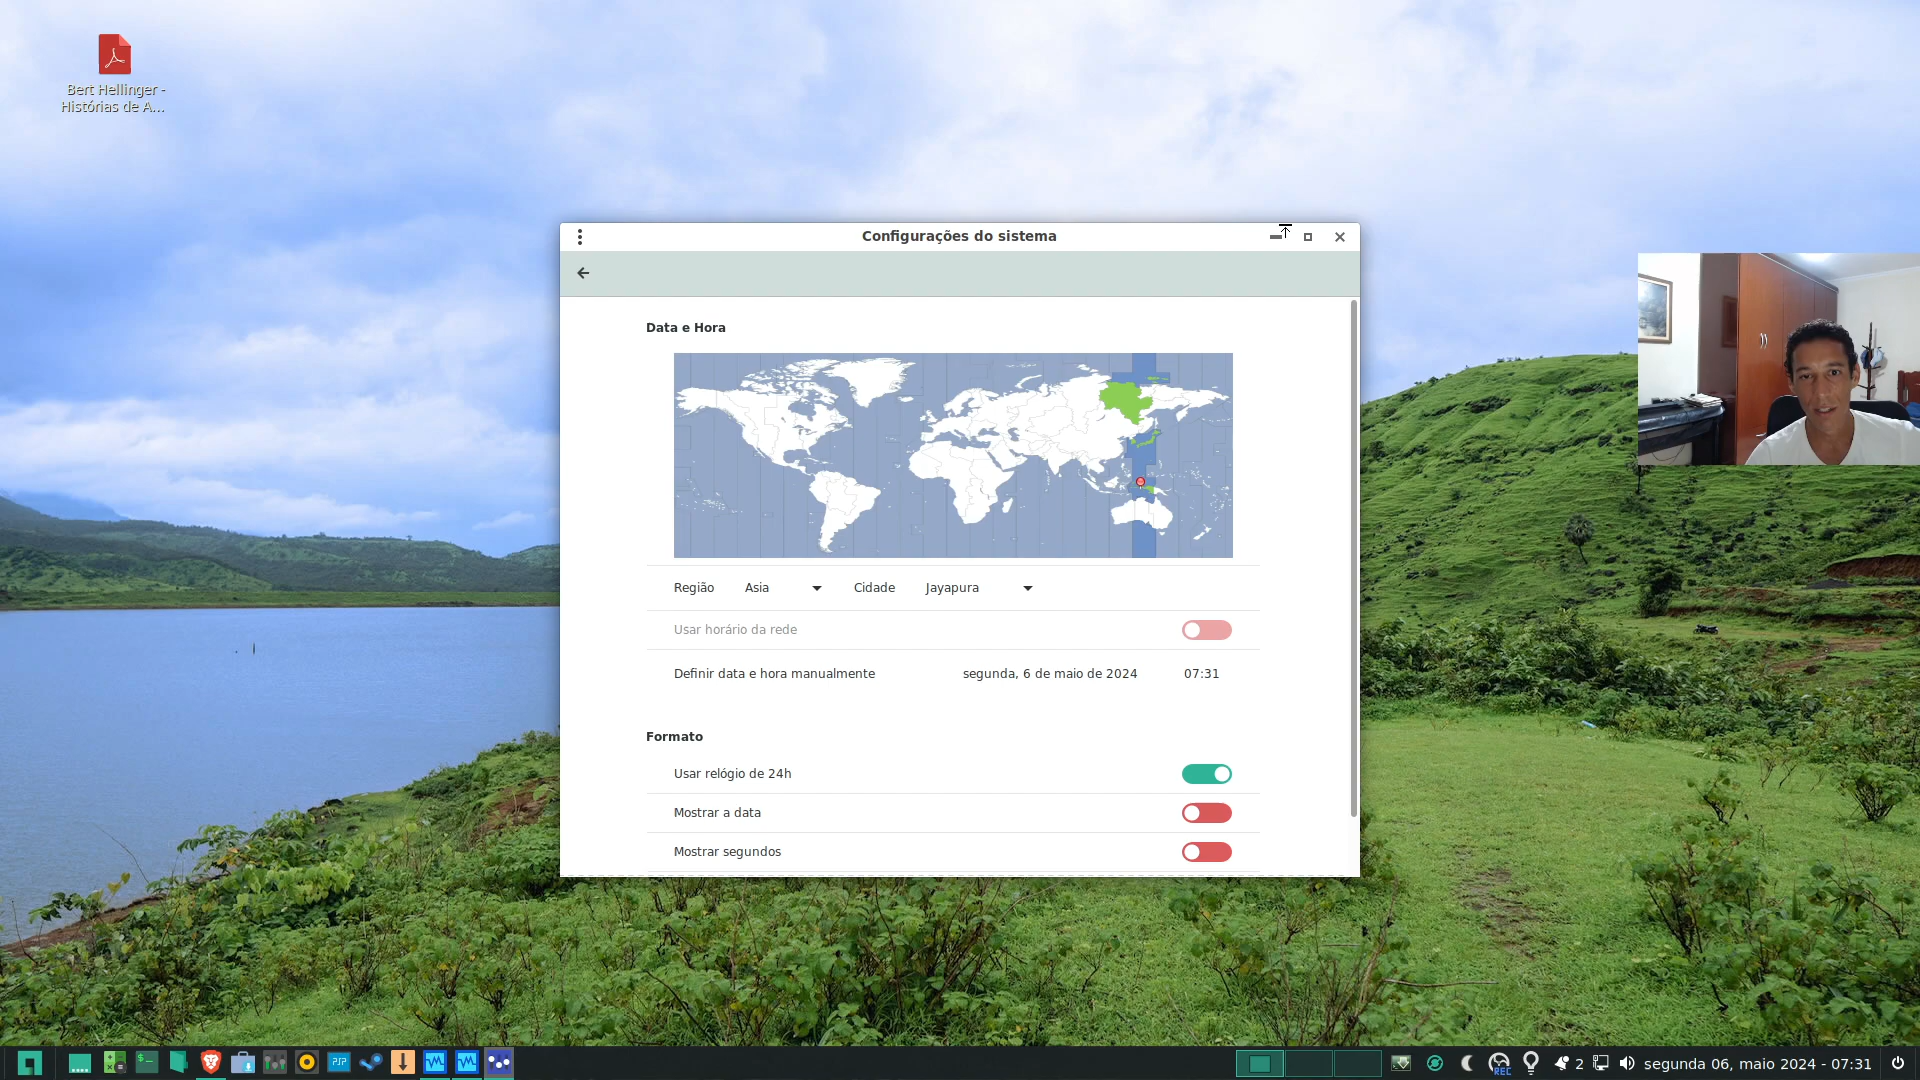 Bert Hellinger -
Histórias de A...
Configurações do sistema
Data e Hora
Região Asia Cidade Jayapura
Usar horário da rede
Definir data e hora manualmente segunda, 6 de maio de 2024 07:31
Formato
Usar relógio de 24h
Mostrar a data
Mostrar segundos
PSP
REC
2
segunda 06, maio 2024 - 07:31